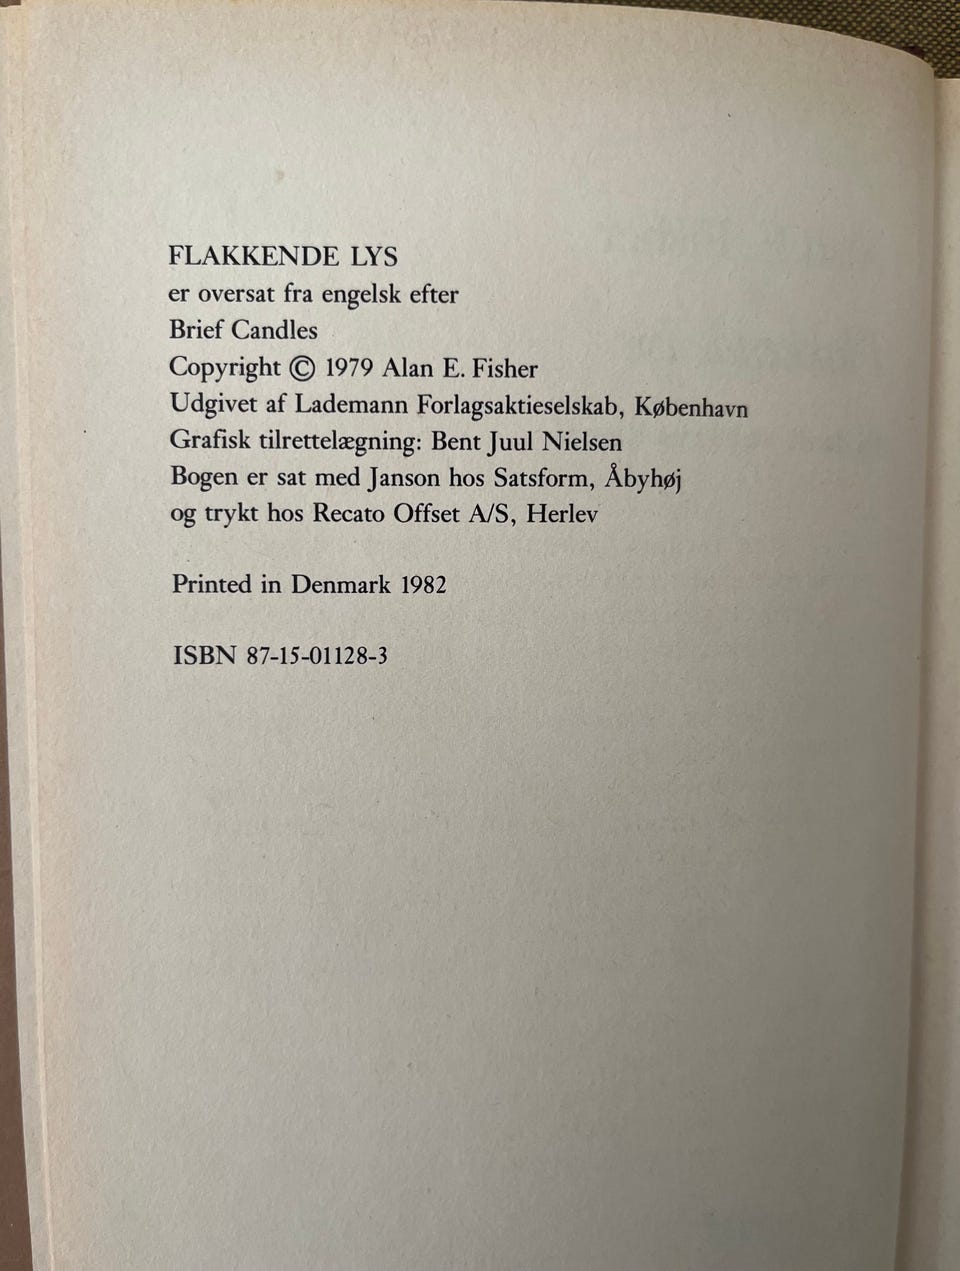 FLAKKENDE LYS
er oversat fra engelsk efter
Brief Candles
Copyright © 1979 Alan E. Fisher
Udgivet af Lademann Forlagsaktieselskab, København
Grafisk tilrettelægning: Bent Juul Nielsen
Bogen er sat med Janson hos Satsform, Åbyhøj
og trykt hos Recato Offset A/S, Herlev
Printed in Denmark 1982
ISBN 87-15-01128-3